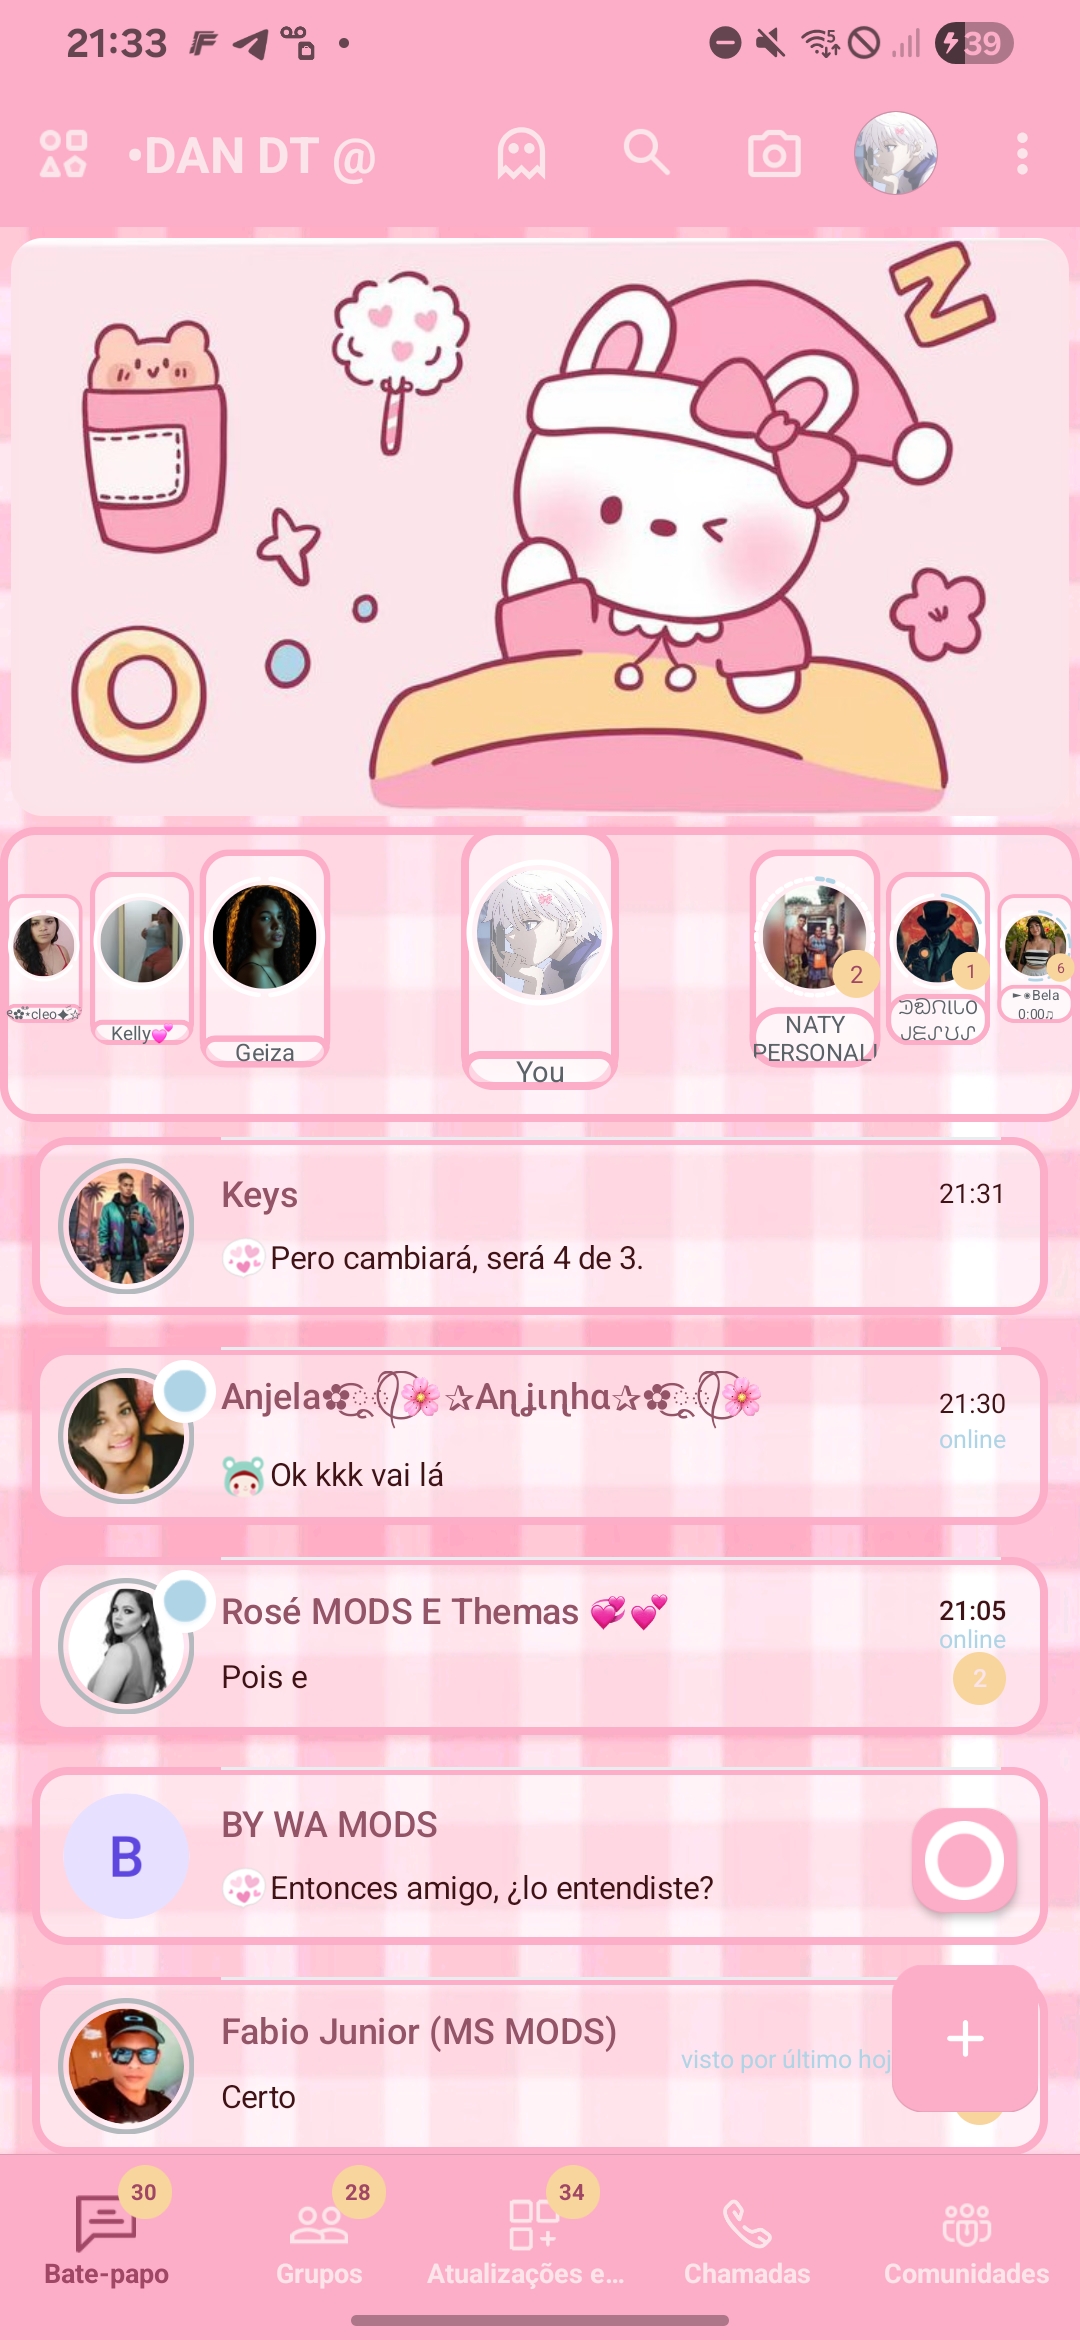 21:33
39
•DAN DT @
Z
cleo
Kelly💕
Geiza
You
NATY
PERSONAL
2
1
6
Bela
0:00♫
Keys
21:31
Pero cambiará, será 4 de 3.
Anjela✿ঔৣ🌸✰Aɳʝιɳhα✰✿ঔৣ🌸
21:30
online
Ok kkk vai lá
Rosé MODS E Themas 💞💕
21:05
online
Pois e
2
B
BY WA MODS
Entonces amigo, ¿lo entendiste?
Fabio Junior (MS MODS)
visto por último hoj
Certo
30
28
34
Bate-papo
Grupos
Atualizações e...
Chamadas
Comunidades